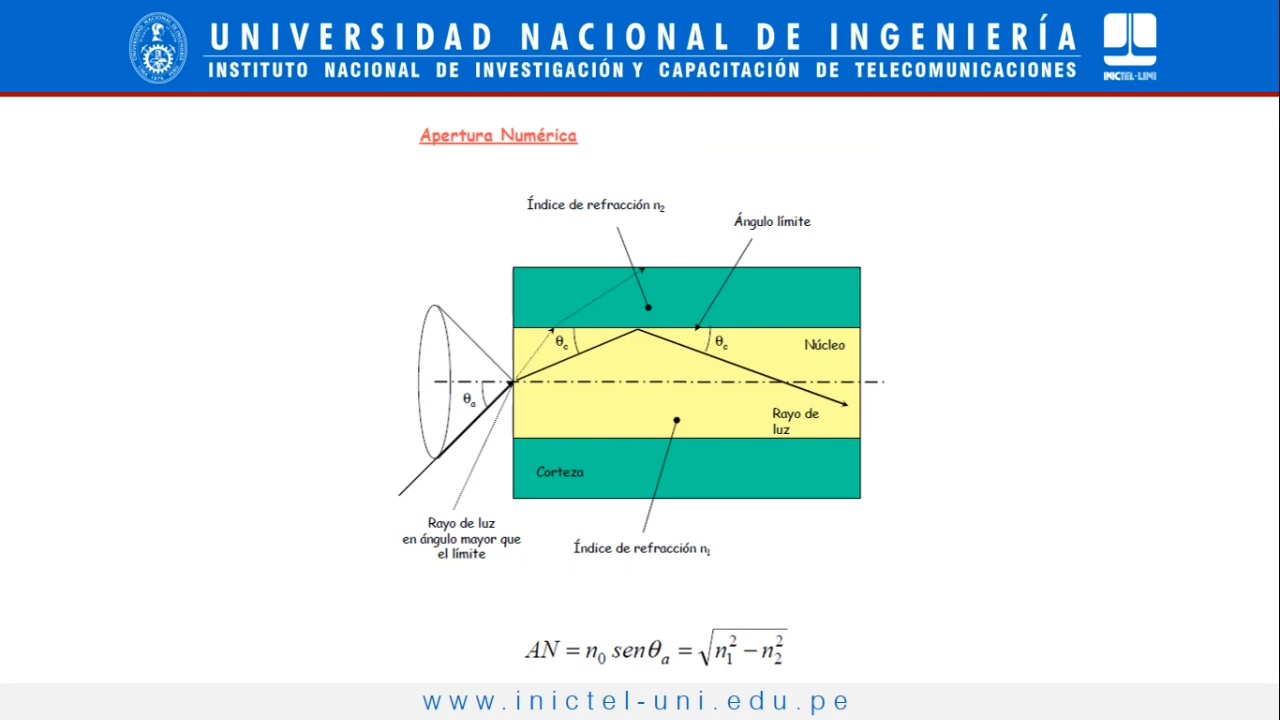 UNIVERSIDAD NACIONAL DE INGENIERÍA
INSTITUTO NACIONAL DE INVESTIGACIÓN Y CAPACITACIÓN DE TELECOMUNICACIONES
INICTEL-UNI
Apertura Numérica
Índice de refracción n₂
Ángulo límite
θc
θc
Núcleo
θa
Rayo de
luz
Corteza
Rayo de luz
en ángulo mayor que
el límite
Índice de refracción n₁
AN = n₀ senθₐ = √(n₁² − n₂²)
www.inictel-uni.edu.pe